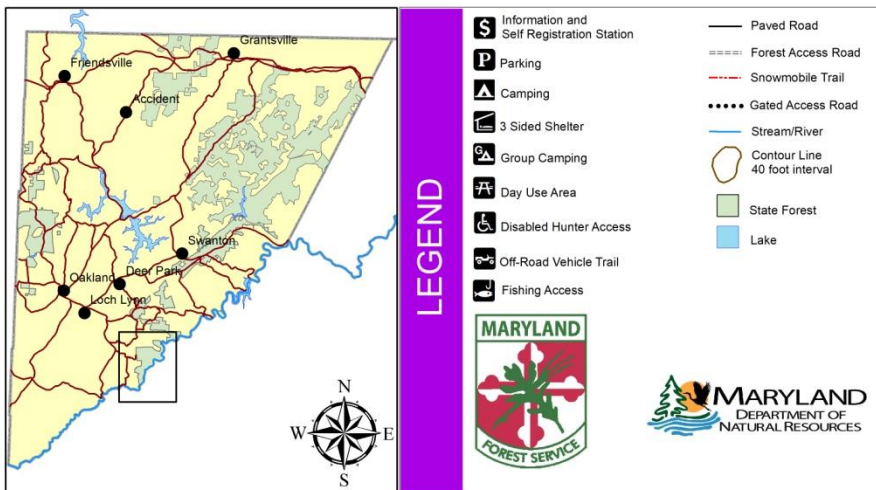 Grantsville
Friendsville
Accident
Swanton
Deer Park
Oakland
Loch Lynn
N
W
E
S
LEGEND
$
Information and
Self Registration Station
P
Parking
Camping
3 Sided Shelter
G
Group Camping
Day Use Area
Disabled Hunter Access
Off-Road Vehicle Trail
Fishing Access
Paved Road
Forest Access Road
Snowmobile Trail
Gated Access Road
Stream/River
Contour Line
40 foot interval
State Forest
Lake
MARYLAND
FOREST SERVICE
MARYLAND
DEPARTMENT OF
NATURAL RESOURCES